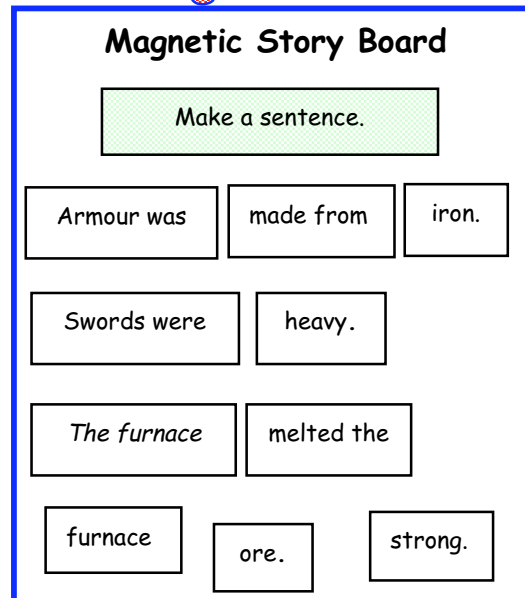 Magnetic Story Board
Make a sentence.
Armour was made from iron.
Swords were heavy.
The furnace melted the
furnace ore. strong.